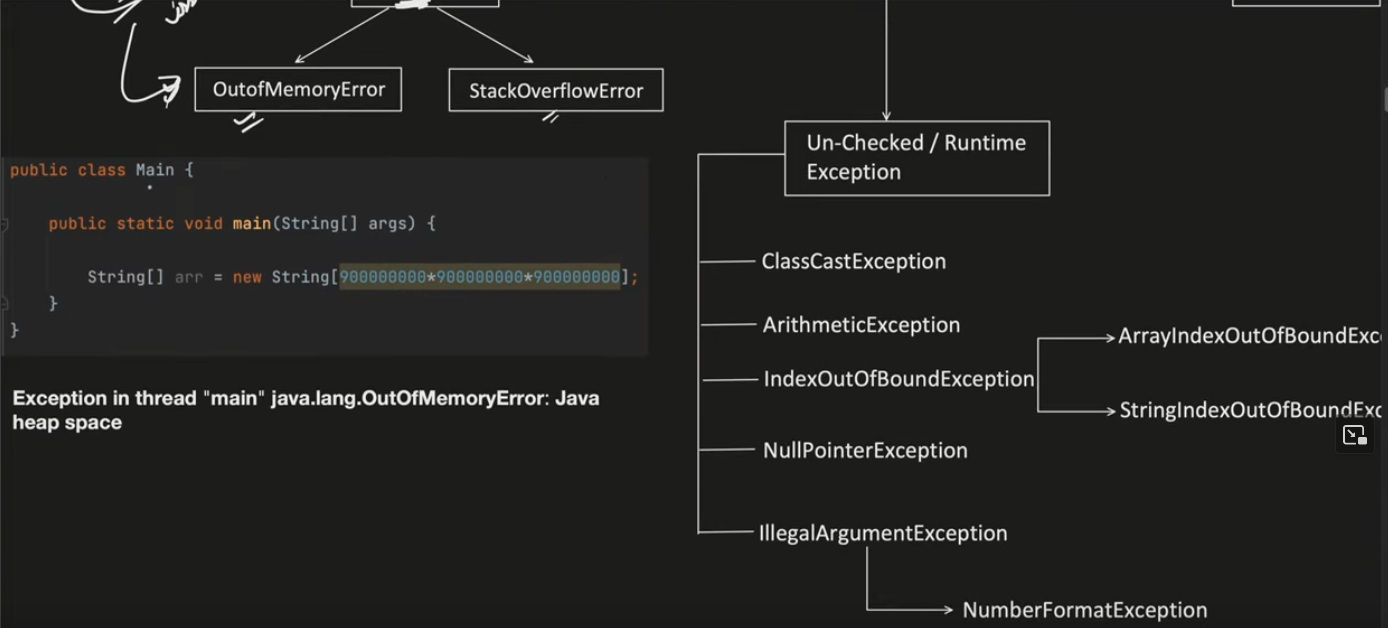 OutofMemoryError
StackOverflowError
public class Main {
public static void main(String[] args) {
String[] arr = new String[900000000*900000000*900000000];
}
}
Exception in thread "main" java.lang.OutOfMemoryError: Java
heap space
Un-Checked / Runtime
Exception
ClassCastException
ArithmeticException
IndexOutOfBoundException
ArrayIndexOutOfBoundExc
StringIndexOutOfBoundExc
NullPointerException
IllegalArgumentException
NumberFormatException